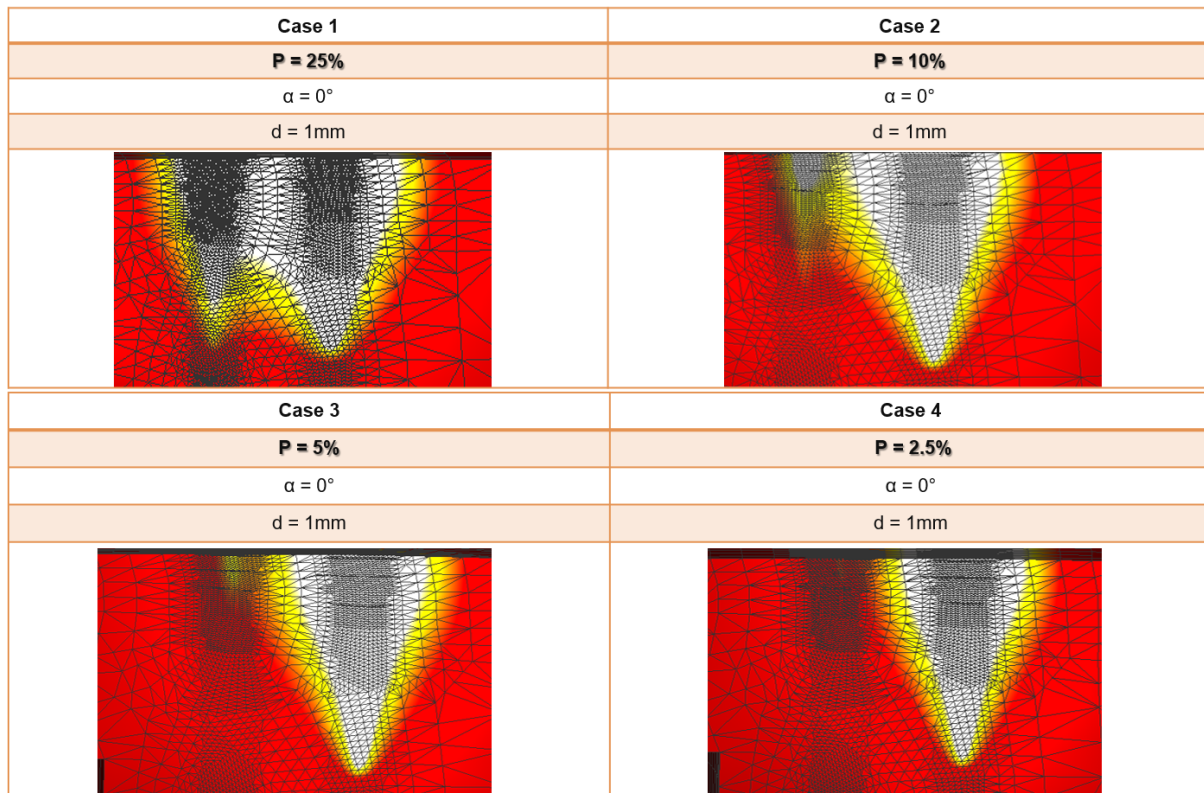 Case 1
Case 2
P = 25%
P = 10%
α = 0°
α = 0°
d = 1mm
d = 1mm
Case 3
Case 4
P = 5%
P = 2.5%
α = 0°
α = 0°
d = 1mm
d = 1mm